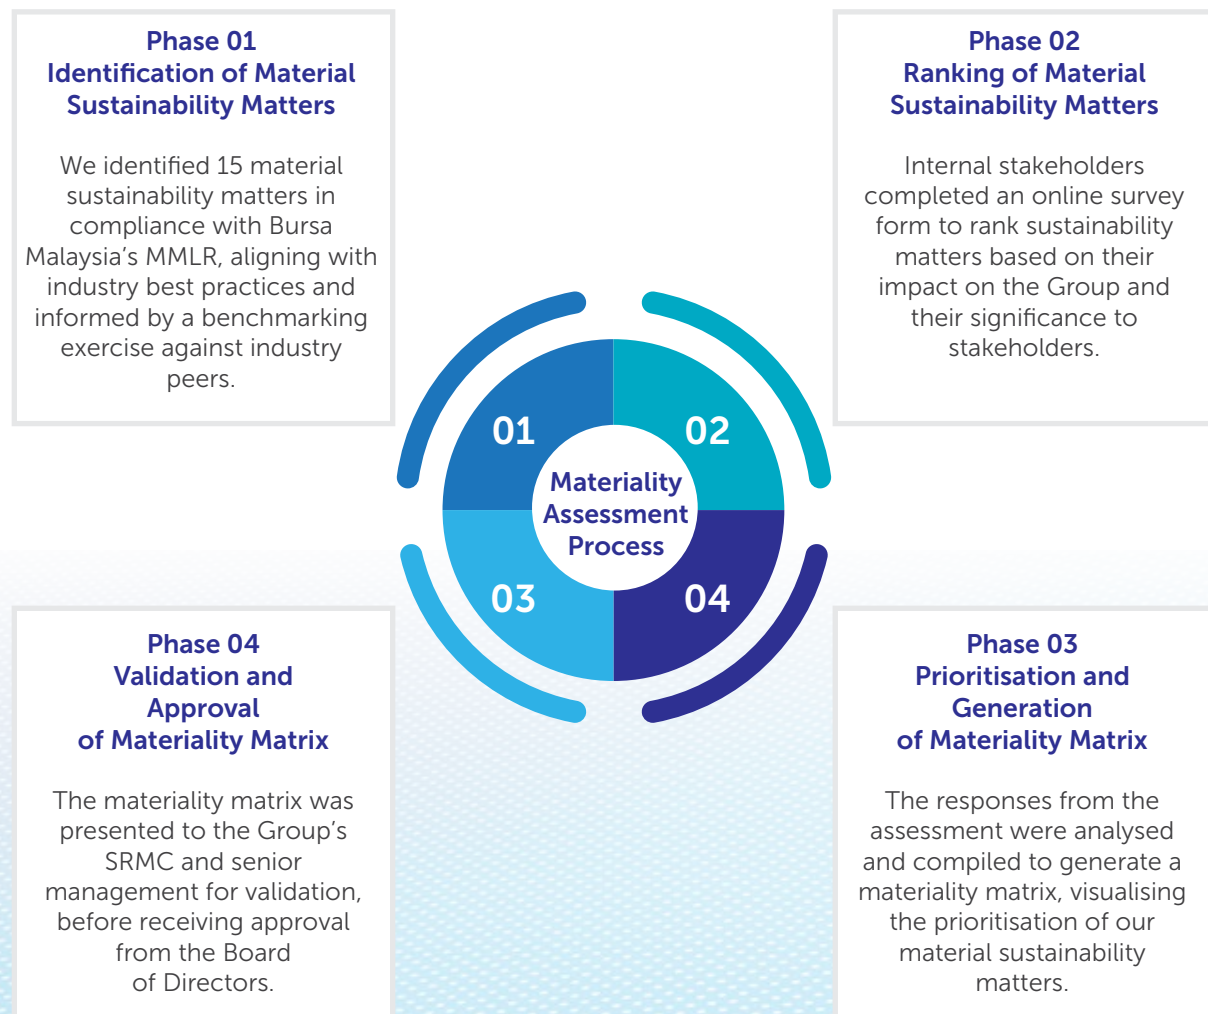 Phase 01
Identification of Material
Sustainability Matters
We identified 15 material
sustainability matters in
compliance with Bursa
Malaysia’s MMLR, aligning with
industry best practices and
informed by a benchmarking
exercise against industry
peers.
Phase 02
Ranking of Material
Sustainability Matters
Internal stakeholders
completed an online survey
form to rank sustainability
matters based on their
impact on the Group and
their significance to
stakeholders.
01
02
Materiality
Assessment
Process
03
04
Phase 04
Validation and
Approval
of Materiality Matrix
The materiality matrix was
presented to the Group’s
SRMC and senior
management for validation,
before receiving approval
from the Board
of Directors.
Phase 03
Prioritisation and
Generation
of Materiality Matrix
The responses from the
assessment were analysed
and compiled to generate a
materiality matrix, visualising
the prioritisation of our
material sustainability
matters.